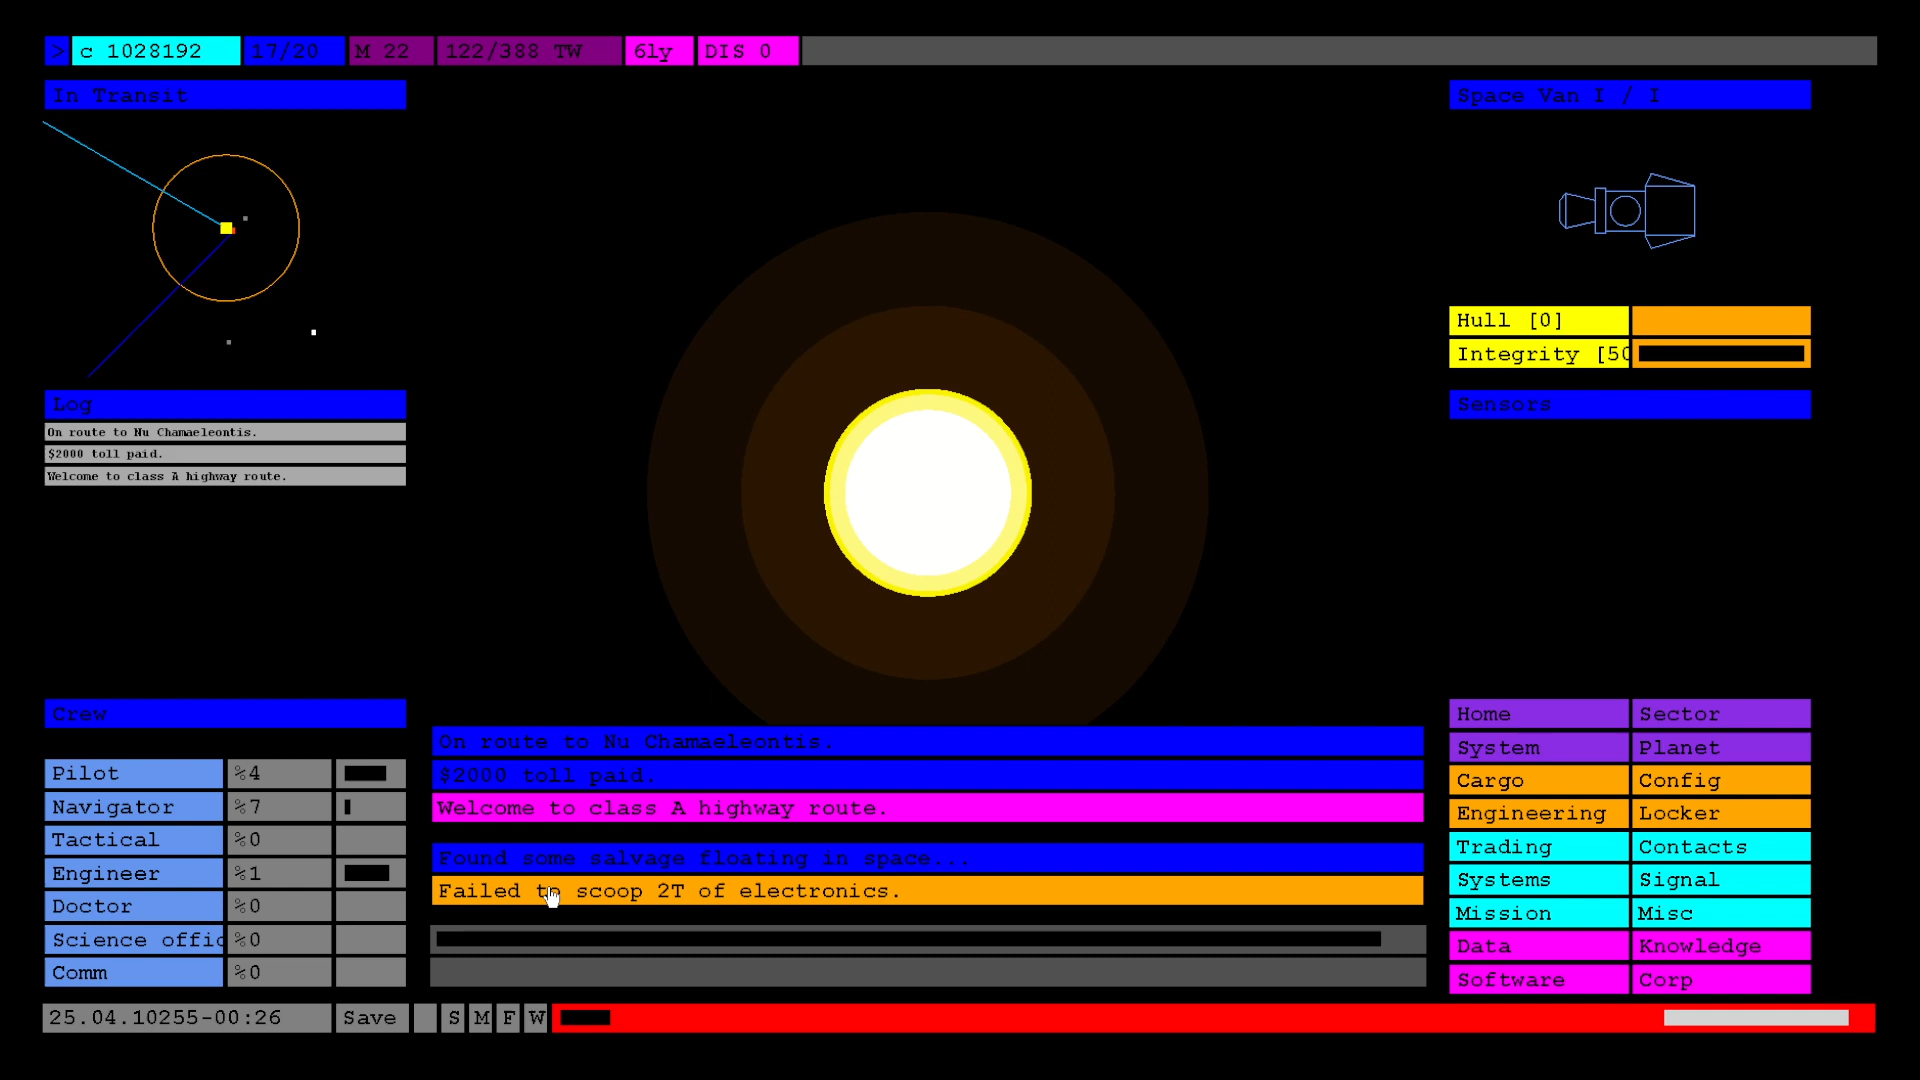 > c 1028192 17/20 M 22 122/388 TW 6ly DIS 0
In Transit
Space Van I / I
Hull [0]
Integrity [50
Log
On route to Nu Chamaeleontis.
$2000 toll paid.
Welcome to class A highway route.
Sensors
Crew
Pilot %4
Navigator %7
Tactical %0
Engineer %1
Doctor %0
Science offic %0
Comm %0
On route to Nu Chamaeleontis.
$2000 toll paid.
Welcome to class A highway route.
Found some salvage floating in space...
Failed to scoop 2T of electronics.
Home Sector
System Planet
Cargo Config
Engineering Locker
Trading Contacts
Systems Signal
Mission Misc
Data Knowledge
Software Corp
25.04.10255-00:26 Save S M F W